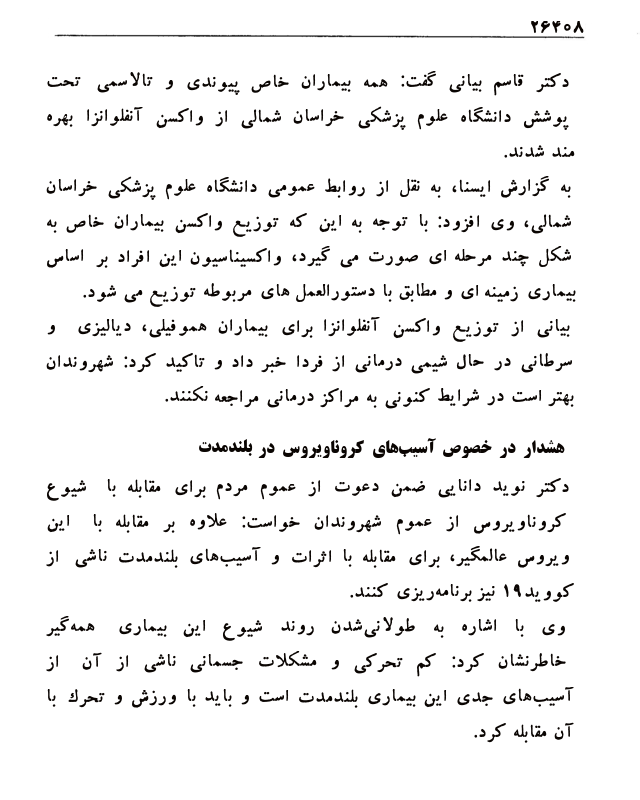 ۲۶۴۰۸
دکتر قاسم بیانی گفت: همه بیماران خاص پیوندی و تالاسمی تحت
پوشش دانشگاه علوم پزشکی خراسان شمالی از واکسن آنفلوانزا بهره
مند شدند.
به گزارش ایسنا، به نقل از روابط عمومی دانشگاه علوم پزشکی خراسان
شمالی، وی افزود: با توجه به این که توزیع واکسن بیماران خاص به
شکل چند مرحله ای صورت می گیرد، واکسیناسیون این افراد بر اساس
بیماری زمینه ای و مطابق با دستورالعمل های مربوطه توزیع می شود.
بیانی از توزیع واکسن آنفلوانزا برای بیماران هموفیلی، دیالیزی و
سرطانی در حال شیمی درمانی از فردا خبر داد و تاکید کرد: شهروندان
بهتر است در شرایط کنونی به مراکز درمانی مراجعه نکنند.
هشدار در خصوص آسیب‌های کروناویروس در بلندمدت
دکتر نوید دانایی ضمن دعوت از عموم مردم برای مقابله با شیوع
کروناویروس از عموم شهروندان خواست: علاوه بر مقابله با این
ویروس عالمگیر، برای مقابله با اثرات و آسیب‌های بلندمدت ناشی از
کووید۱۹ نیز برنامه‌ریزی کنند.
وی با اشاره به طولانی‌شدن روند شیوع این بیماری همه‌گیر
خاطرنشان کرد: کم تحرکی و مشکلات جسمانی ناشی از آن از
آسیب‌های جدی این بیماری بلندمدت است و باید با ورزش و تحرك با
آن مقابله کرد.